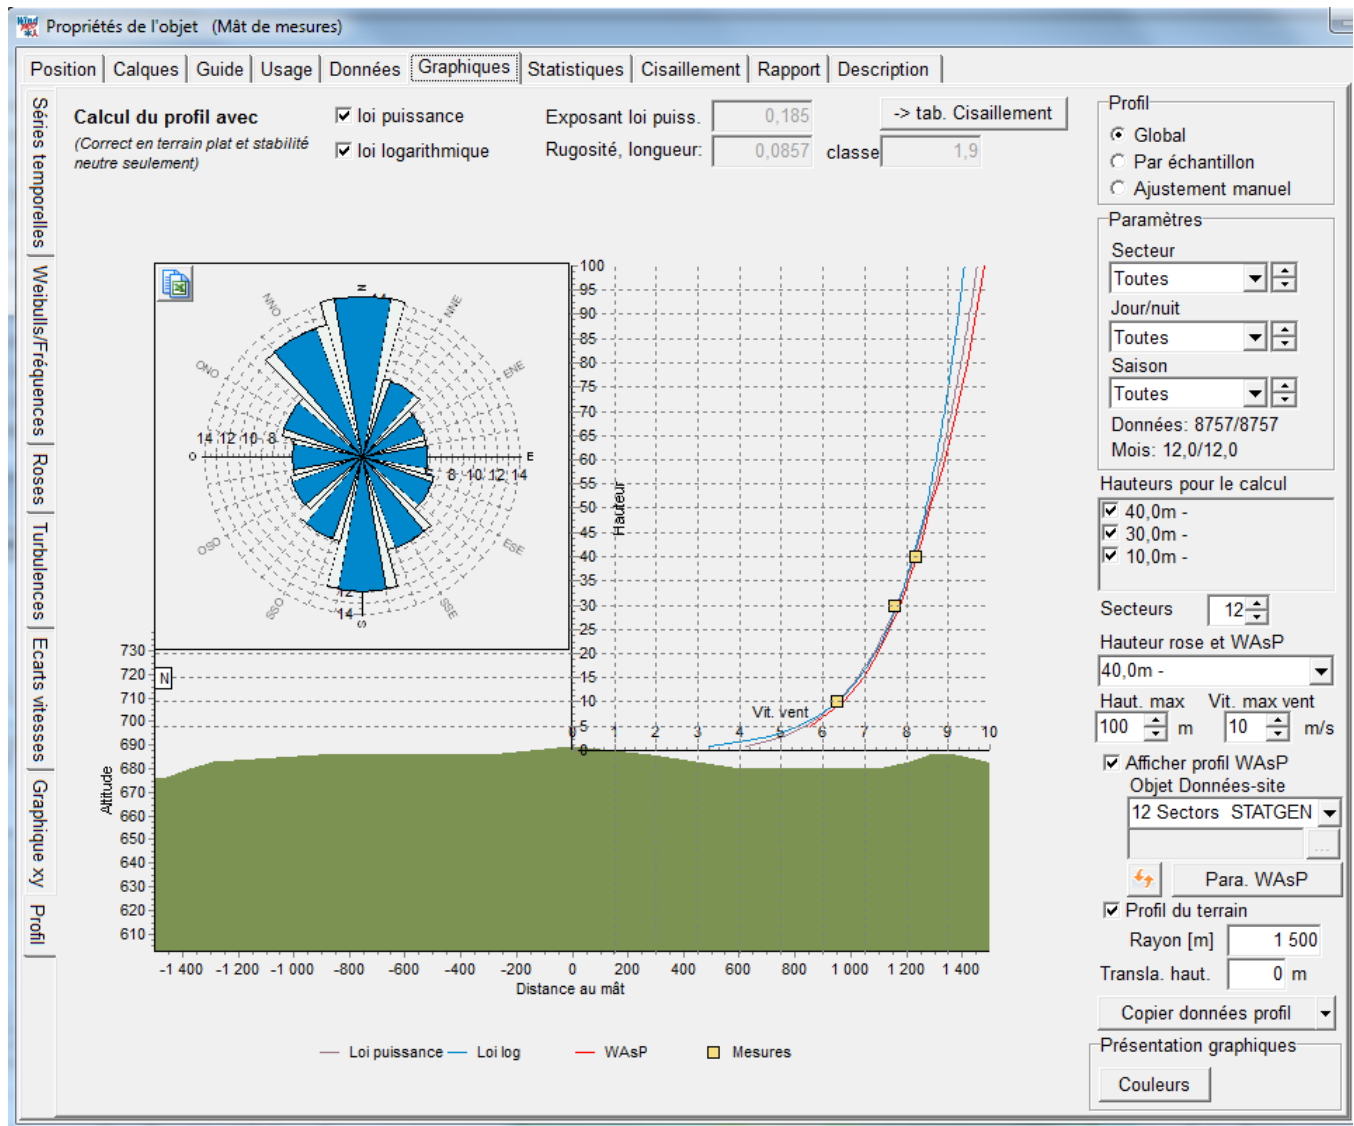 Propriétés de l'objet   (Mât de mesures)
Position Calques Guide Usage Données Graphiques Statistiques Cisaillement Rapport Description
Séries temporelles
Weibulls/Fréquences
Roses
Turbulences
Ecarts vitesses
Graphique xy
Profil
Calcul du profil avec
(Correct en terrain plat et stabilité
neutre seulement)
loi puissance
loi logarithmique
Exposant loi puiss. 0,185
Rugosité, longueur: 0,0857 classe 1,9
-> tab. Cisaillement
N
NNE
ENE
E
ESE
SSE
S
SSO
OSO
O
ONO
NNO
14 12 10 8
8 10 12 14
14
12
14
100
95
90
85
80
75
70
65
60
55
50
45
40
35
30
25
20
15
10
5
0
Hauteur
Vit. vent
0 1 2 3 4 5 6 7 8 9 10
730
720
710
700
690
680
670
660
650
640
630
620
610
N
Altitude
-1 400 -1 200 -1 000 -800 -600 -400 -200 0 200 400 600 800 1 000 1 200 1 400
Distance au mât
Loi puissance Loi log WAsP Mesures
Profil
Global
Par échantillon
Ajustement manuel
Paramètres
Secteur
Toutes
Jour/nuit
Toutes
Saison
Toutes
Données: 8757/8757
Mois: 12,0/12,0
Hauteurs pour le calcul
40,0m -
30,0m -
10,0m -
Secteurs 12
Hauteur rose et WAsP
40,0m -
Haut. max Vit. max vent
100 m 10 m/s
Afficher profil WAsP
Objet Données-site
12 Sectors  STATGEN
...
Para. WAsP
Profil du terrain
Rayon [m] 1 500
Transla. haut. 0 m
Copier données profil
Présentation graphiques
Couleurs